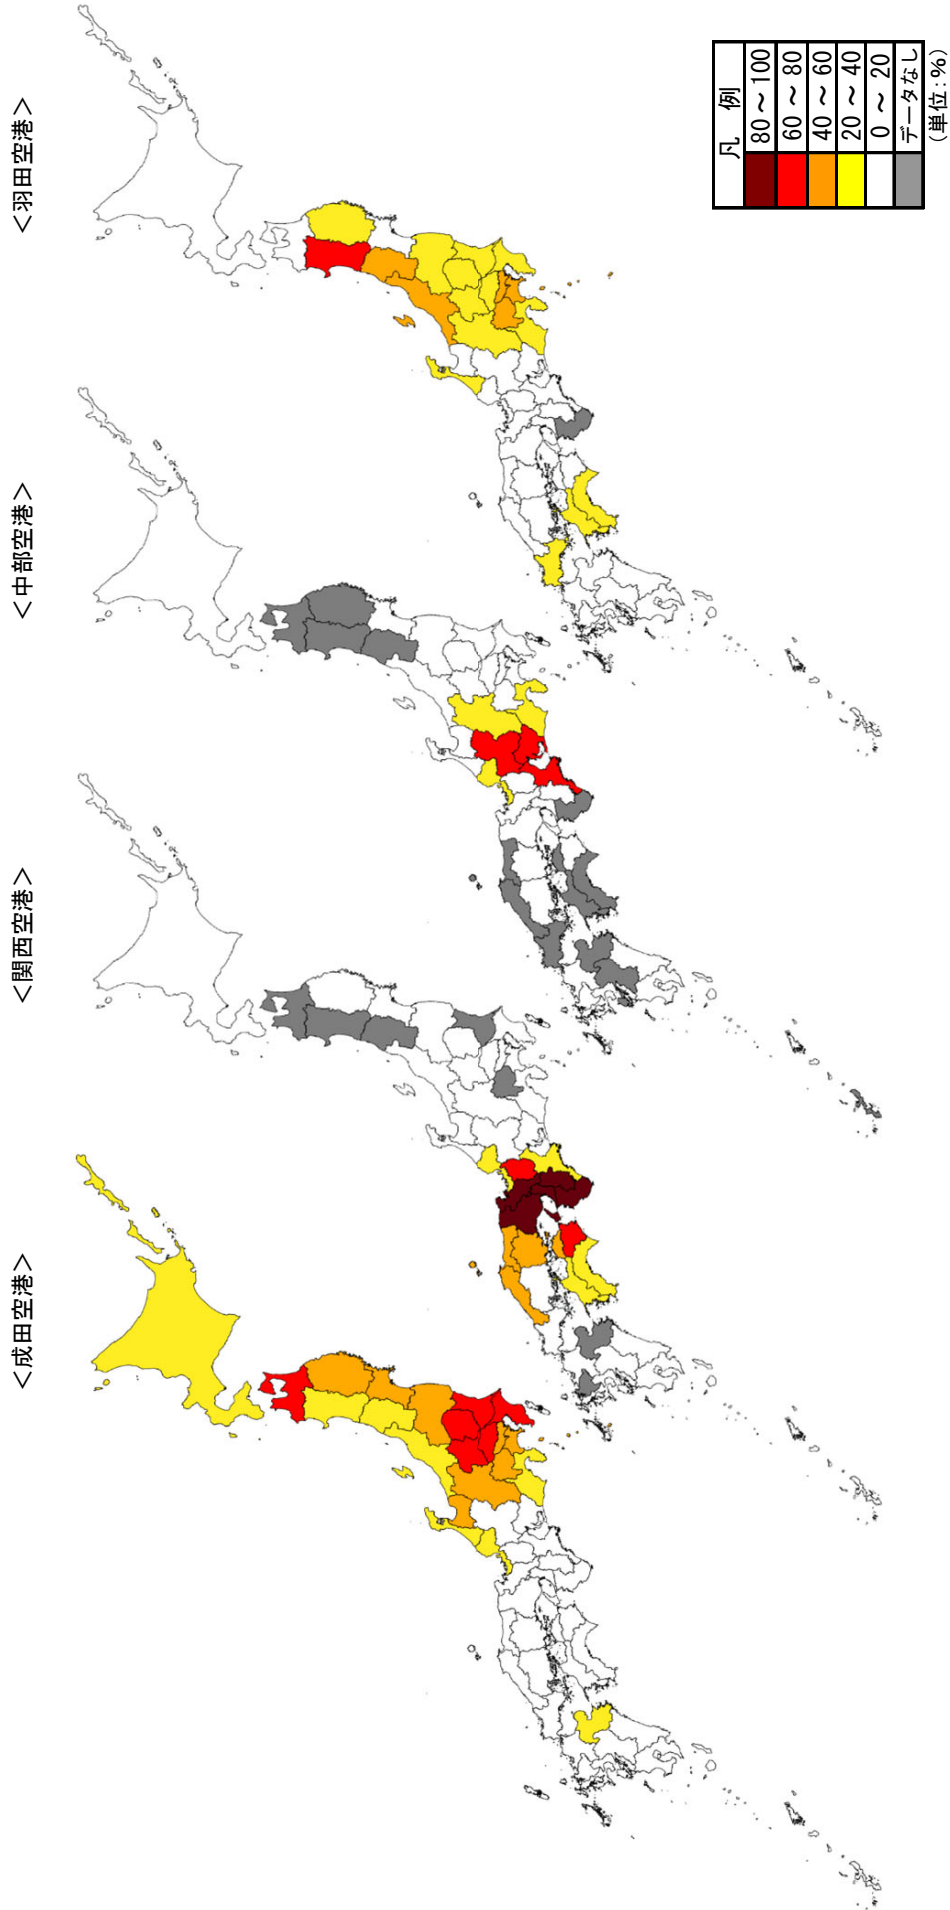 ＜成田空港＞
＜関西空港＞
＜中部空港＞
＜羽田空港＞
凡 例
80 ～ 100
60 ～ 80
40 ～ 60
20 ～ 40
0 ～ 20
データなし
(単位：%)